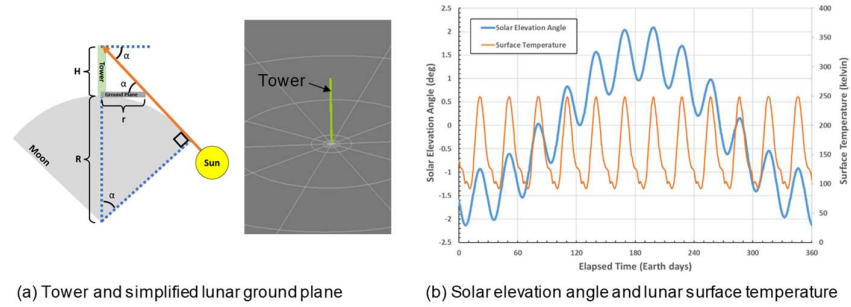 H
Tower
α
α
Ground Plane
r
R
Moon
Sun
α
Tower
(a) Tower and simplified lunar ground plane
2.5
2
1.5
1
0.5
0
-0.5
-1
-1.5
-2
-2.5
Solar Elevation Angle (deg)
Solar Elevation Angle
Surface Temperature
400
350
300
250
200
150
100
50
0
Surface Temperature (kelvin)
0 60 120 180 240 300 360
Elapsed Time (Earth days)
(b) Solar elevation angle and lunar surface temperature